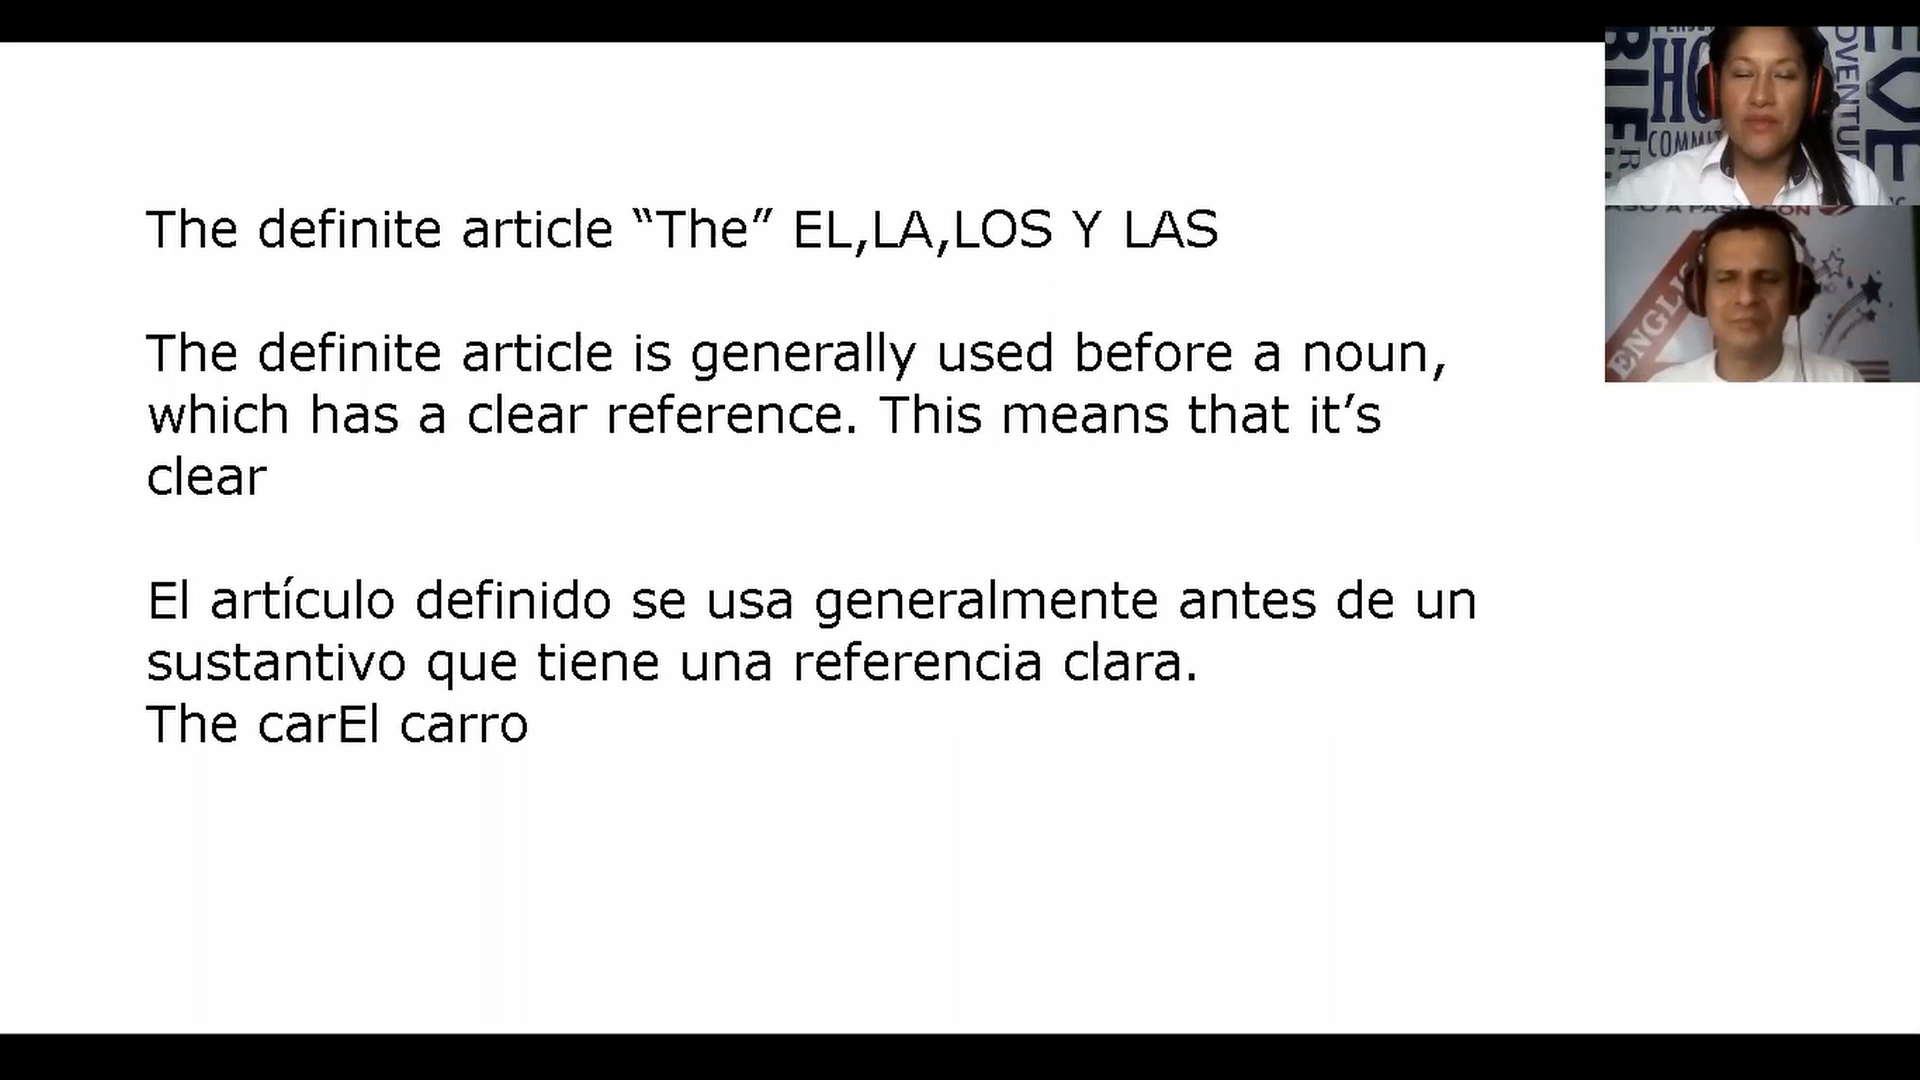 The definite article “The” EL,LA,LOS Y LAS
The definite article is generally used before a noun,
which has a clear reference. This means that it’s
clear
El artículo definido se usa generalmente antes de un
sustantivo que tiene una referencia clara.
The carEl carro
COMMIT
ENGLIS